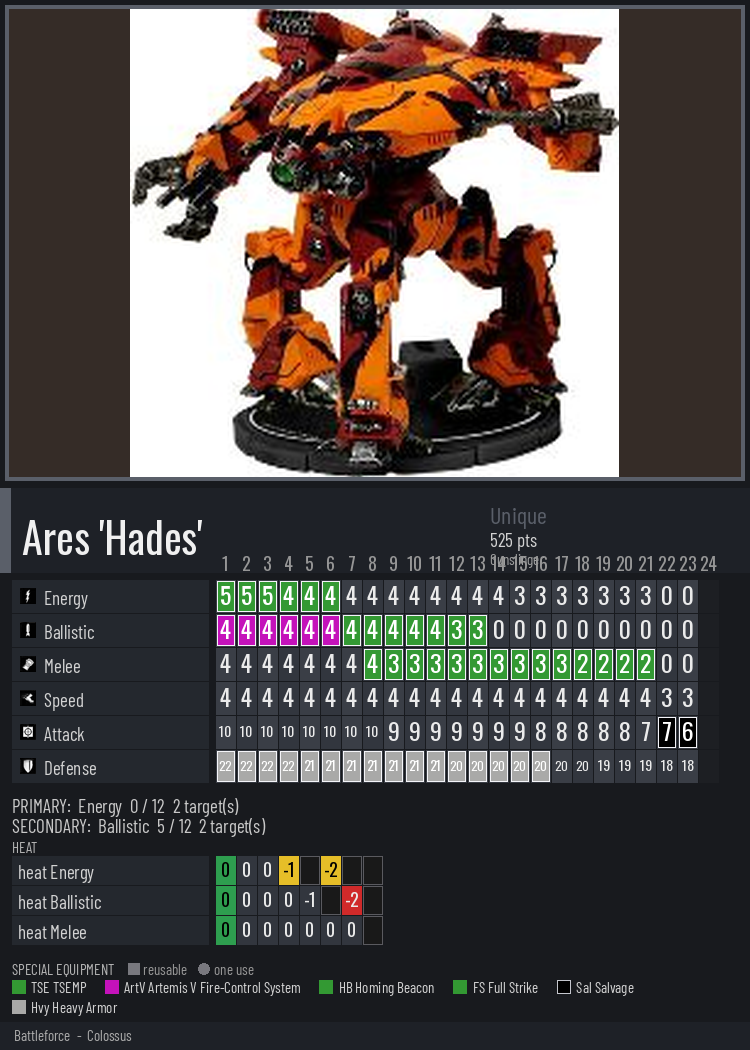 Ares 'Hades'
Unique
525 pts
1 2 3 4 5 6 7 8 9 10 11 12 13 14 15 16 17 18 19 20 21 22 23 24
Energy 5 5 5 4 4 4 4 4 4 4 4 4 4 4 3 3 3 3 3 3 3 0 0
Ballistic 4 4 4 4 4 4 4 4 4 4 4 3 3 0 0 0 0 0 0 0 0 0 0
Melee 4 4 4 4 4 4 4 4 3 3 3 3 3 3 3 3 3 2 2 2 2 0 0
Speed 4 4 4 4 4 4 4 4 4 4 4 4 4 4 4 4 4 4 4 4 4 3 3
Attack 10 10 10 10 10 10 10 10 9 9 9 9 9 9 9 8 8 8 8 8 7 7 6
Defense 22 22 22 22 21 21 21 21 21 21 21 20 20 20 20 20 20 20 19 19 19 18 18
PRIMARY: Energy 0 / 12 2 target(s)
SECONDARY: Ballistic 5 / 12 2 target(s)
HEAT
heat Energy 0 0 0 -1 -2
heat Ballistic 0 0 0 0 -1 -2
heat Melee 0 0 0 0 0 0 0
SPECIAL EQUIPMENT reusable one use
TSE TSEMP ArtV Artemis V Fire-Control System HB Homing Beacon FS Full Strike Sal Salvage
Hvy Heavy Armor
Battleforce - Colossus